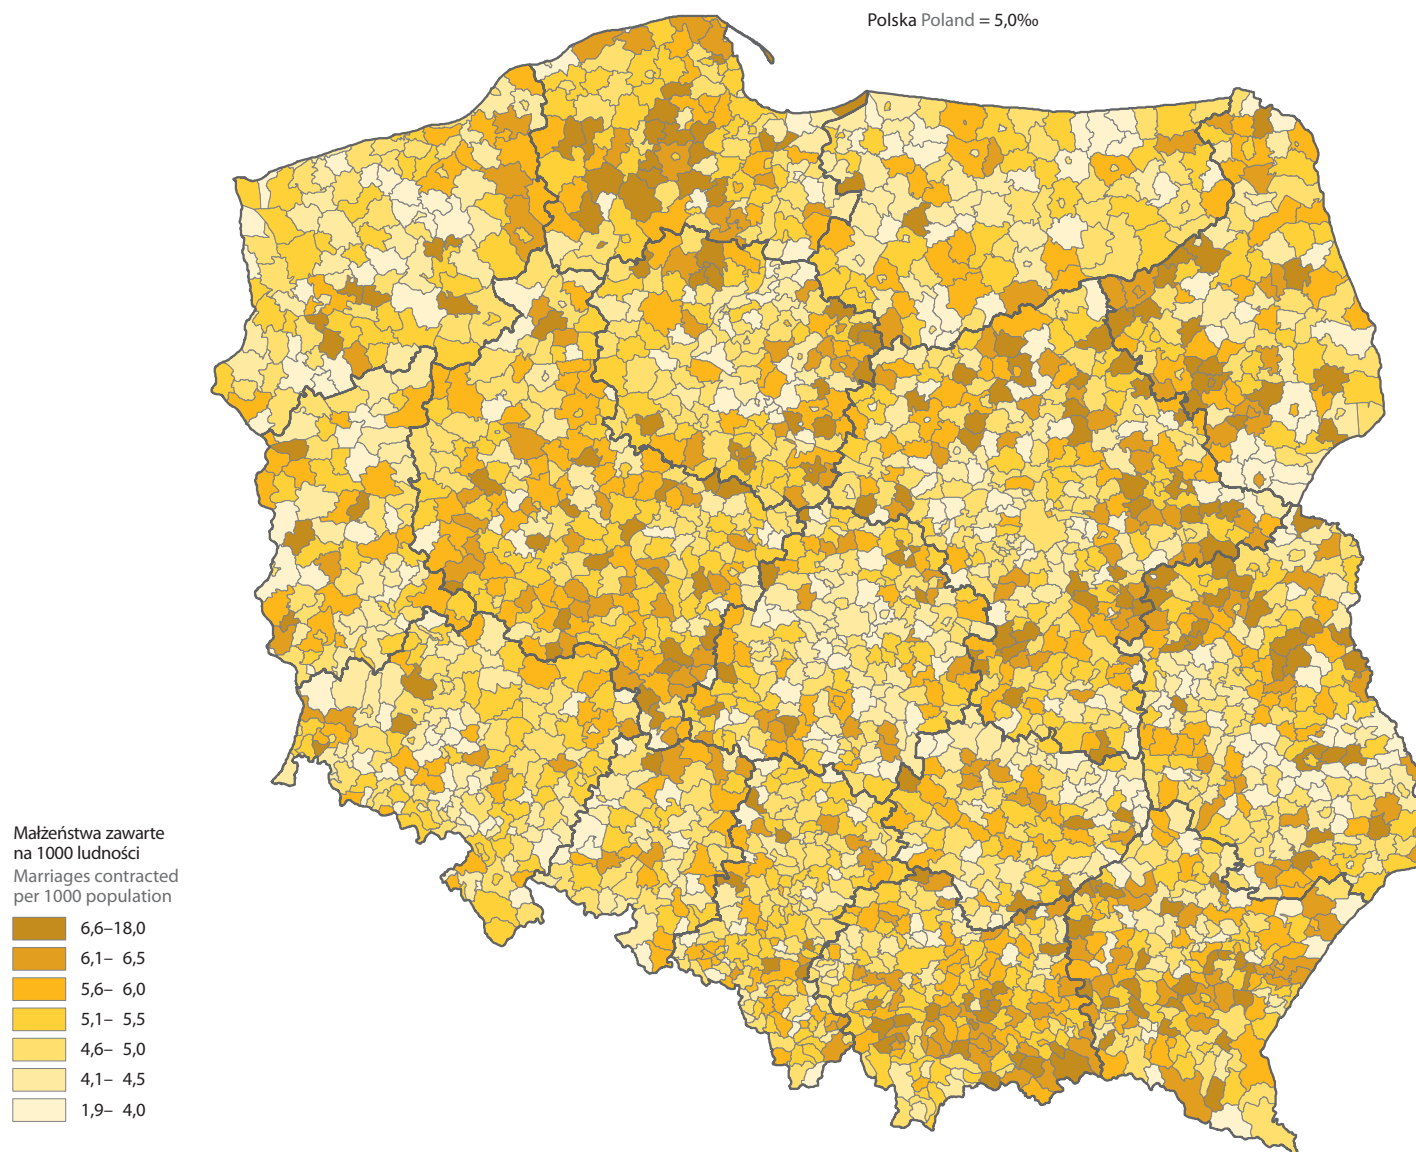 Polska Poland = 5,0‰
Małżeństwa zawarte
na 1000 ludności
Marriages contracted
per 1000 population
6,6–18,0
6,1– 6,5
5,6– 6,0
5,1– 5,5
4,6– 5,0
4,1– 4,5
1,9– 4,0